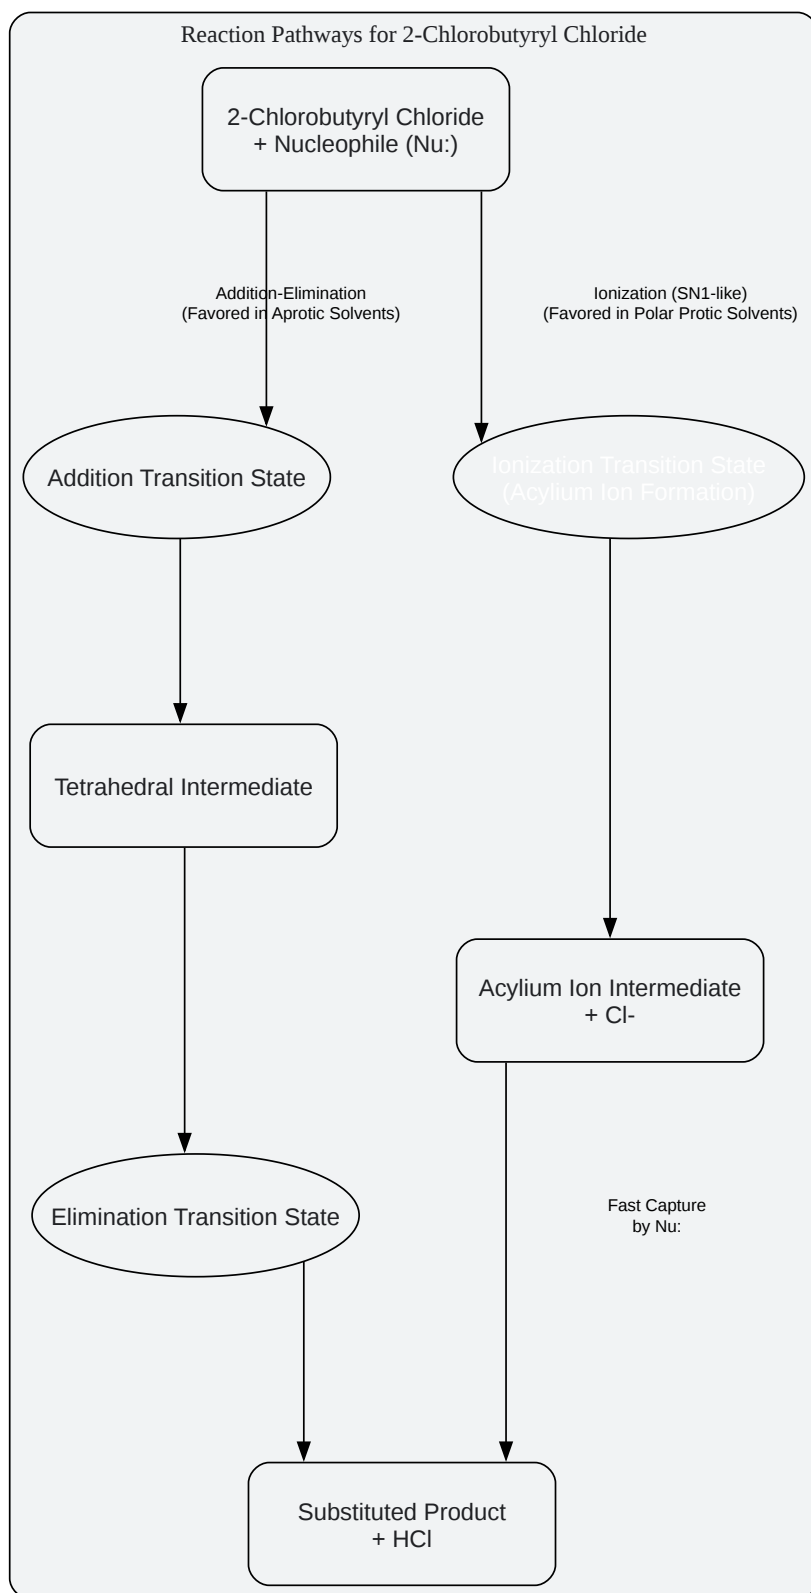 Reaction Pathways for 2-Chlorobutyryl Chloride
2-Chlorobutyryl Chloride
+ Nucleophile (Nu:)
Addition-Elimination
(Favored in Aprotic Solvents)
Ionization (SN1-like)
(Favored in Polar Protic Solvents)
Addition Transition State
Ionization Transition State
(Acylium Ion Formation)
Tetrahedral Intermediate
Acylium Ion Intermediate
+ Cl-
Elimination Transition State
Fast Capture
by Nu:
Substituted Product
+ HCl